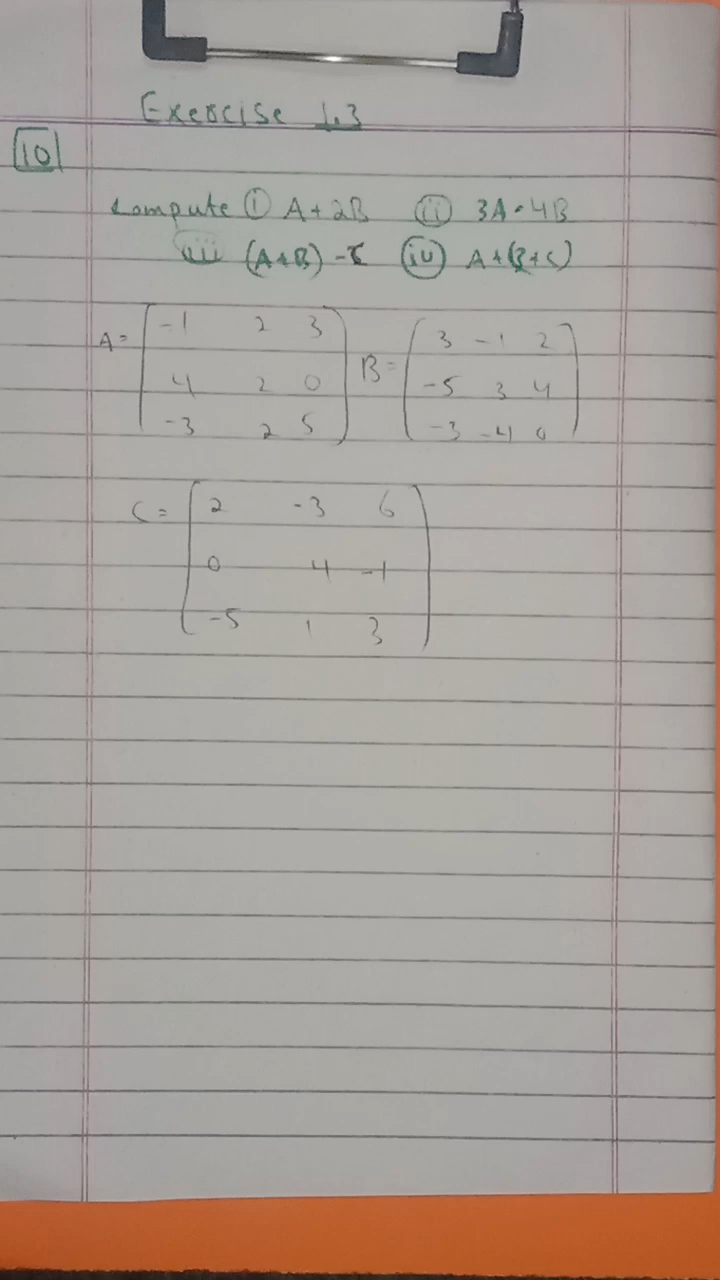 Exercise 1.3
10
Compute (i) A+2B (ii) 3A-4B
iii (A+B)-C (iv) A+(B+C)
A= [-1 2 3 B= [3 -1 2
4 2 0 -5 3 4
-3 2 5] -3 -4 0]
C= [2 -3 6
0 4 -1
-5 1 3]